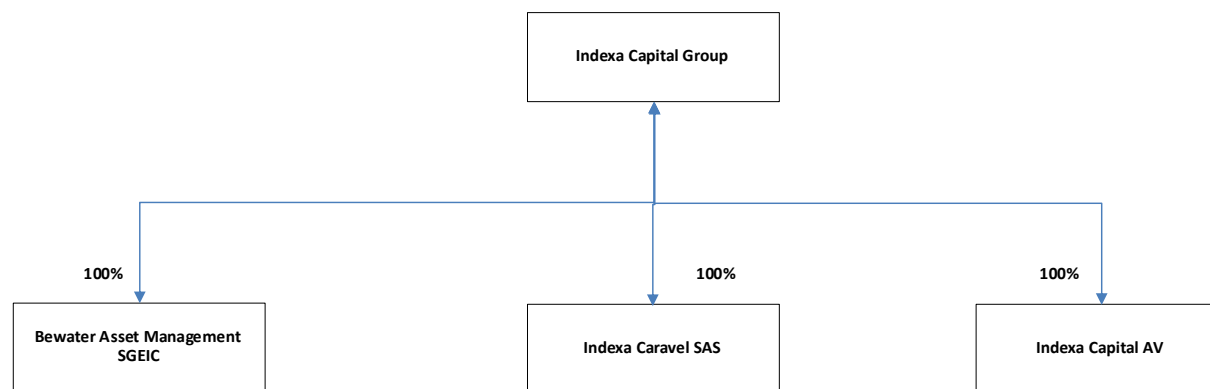 Indexa Capital Group
100%
100%
100%
Bewater Asset Management
SGEIC
Indexa Caravel SAS
Indexa Capital AV